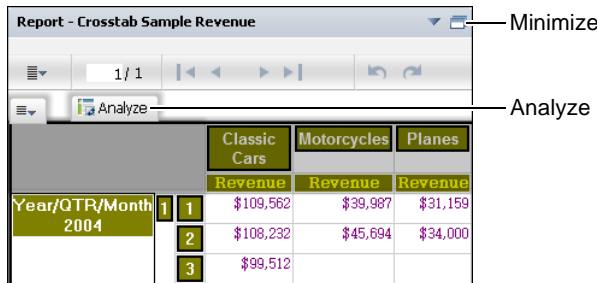 Report - Crosstab Sample Revenue
Minimize
1/ 1
Analyze
Analyze
Classic Cars Motorcycles Planes
Revenue Revenue Revenue
Year/QTR/Month 1 1 $109,562 $39,987 $31,159
2004 2 $108,232 $45,694 $34,000
3 $99,512